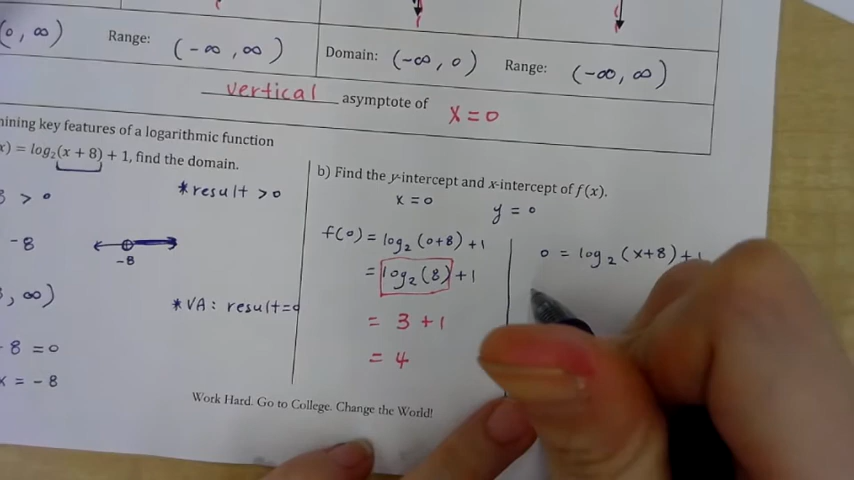 (0, ∞)
Range: (-∞, ∞)
Domain: (-∞, 0) Range: (-∞, ∞)
vertical asymptote of x = 0
key features of a logarithmic function
= log₂(x + 8) + 1, find the domain.
> 0
*result > 0
-8
-8
, ∞)
*VA: result = 0
8 = 0
x = -8
b) Find the y-intercept and x-intercept of f(x).
x = 0
y = 0
f(0) = log₂(0+8) + 1
= log₂(8) + 1
= 3 + 1
= 4
0 = log₂(x+8) + 1
Work Hard. Go to College. Change the World!